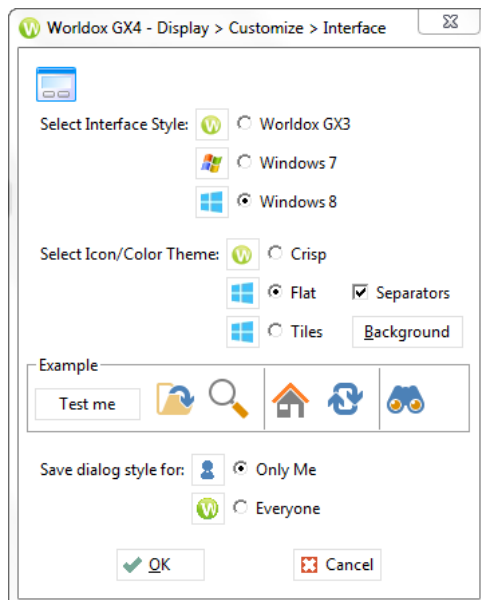 Worldox GX4 - Display > Customize > Interface
Select Interface Style: Worldox GX3
Windows 7
Windows 8
Select Icon/Color Theme: Crisp
Flat Separators
Tiles Background
Example
Test me
Save dialog style for: Only Me
Everyone
OK Cancel